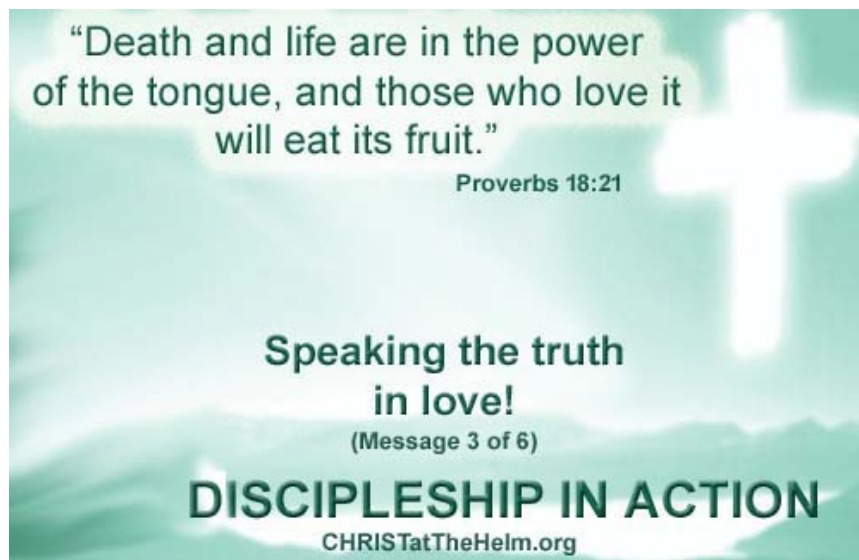 “Death and life are in the power
of the tongue, and those who love it
will eat its fruit.”
Proverbs 18:21
Speaking the truth
in love!
(Message 3 of 6)
DISCIPLESHIP IN ACTION
CHRISTatTheHelm.org